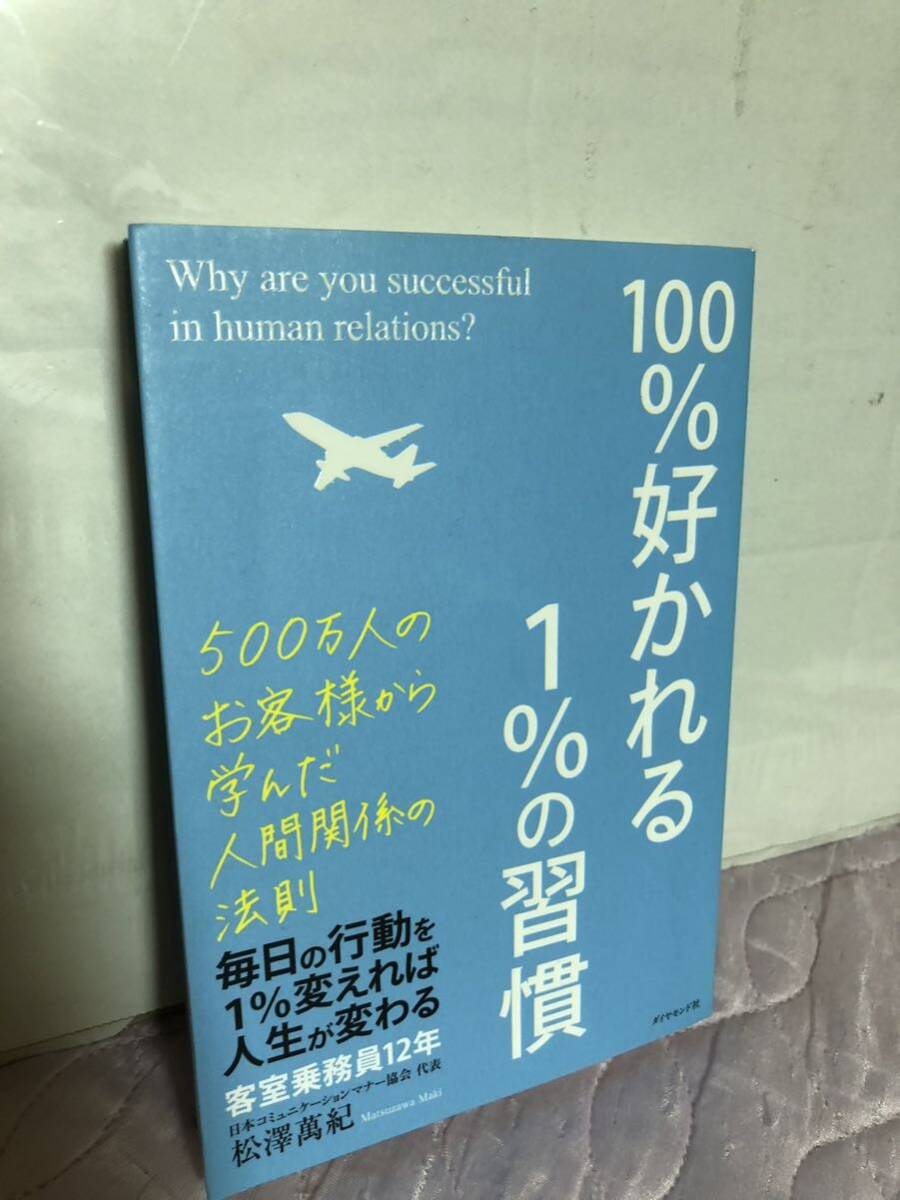 Why are you successful
in human relations?
100%好かれる
1%の習慣
500万人の
お客様から
学んだ
人間関係の
法則
毎日の行動を
1%変えれば
人生が変わる
客室乗務員12年
日本コミュニケーションマナー協会 代表
松澤萬紀 Matsuzawa Maki
ダイヤモンド社